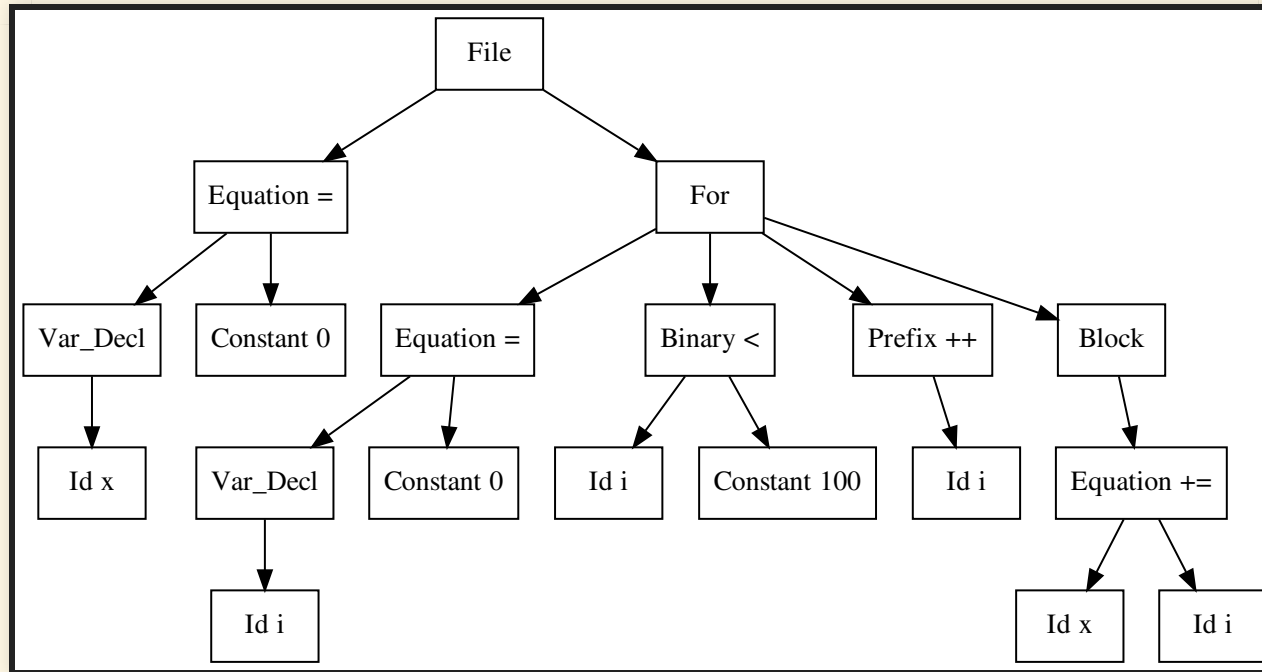 File
Equation =
For
Var_Decl
Constant 0
Equation =
Binary <
Prefix ++
Block
Id x
Var_Decl
Constant 0
Id i
Constant 100
Id i
Equation +=
Id i
Id x
Id i